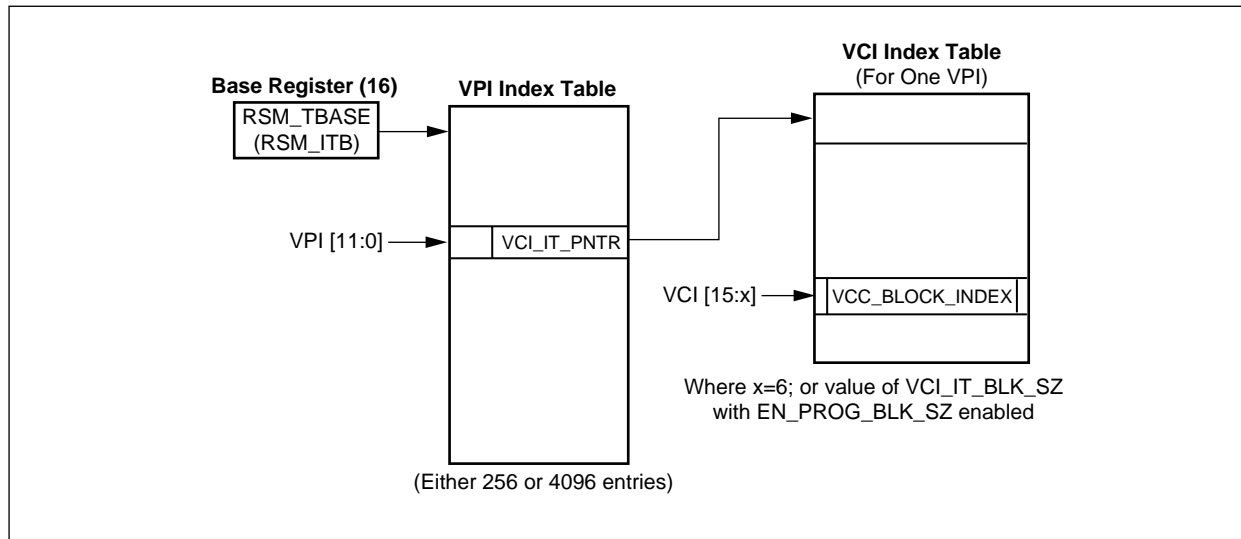 Base Register (16)
RSM_TBASE
(RSM_ITB)
VPI Index Table
VPI [11:0]
VCI_IT_PNTR
(Either 256 or 4096 entries)
VCI Index Table
(For One VPI)
VCI [15:x]
VCC_BLOCK_INDEX
Where x=6; or value of VCI_IT_BLK_SZ
with EN_PROG_BLK_SZ enabled